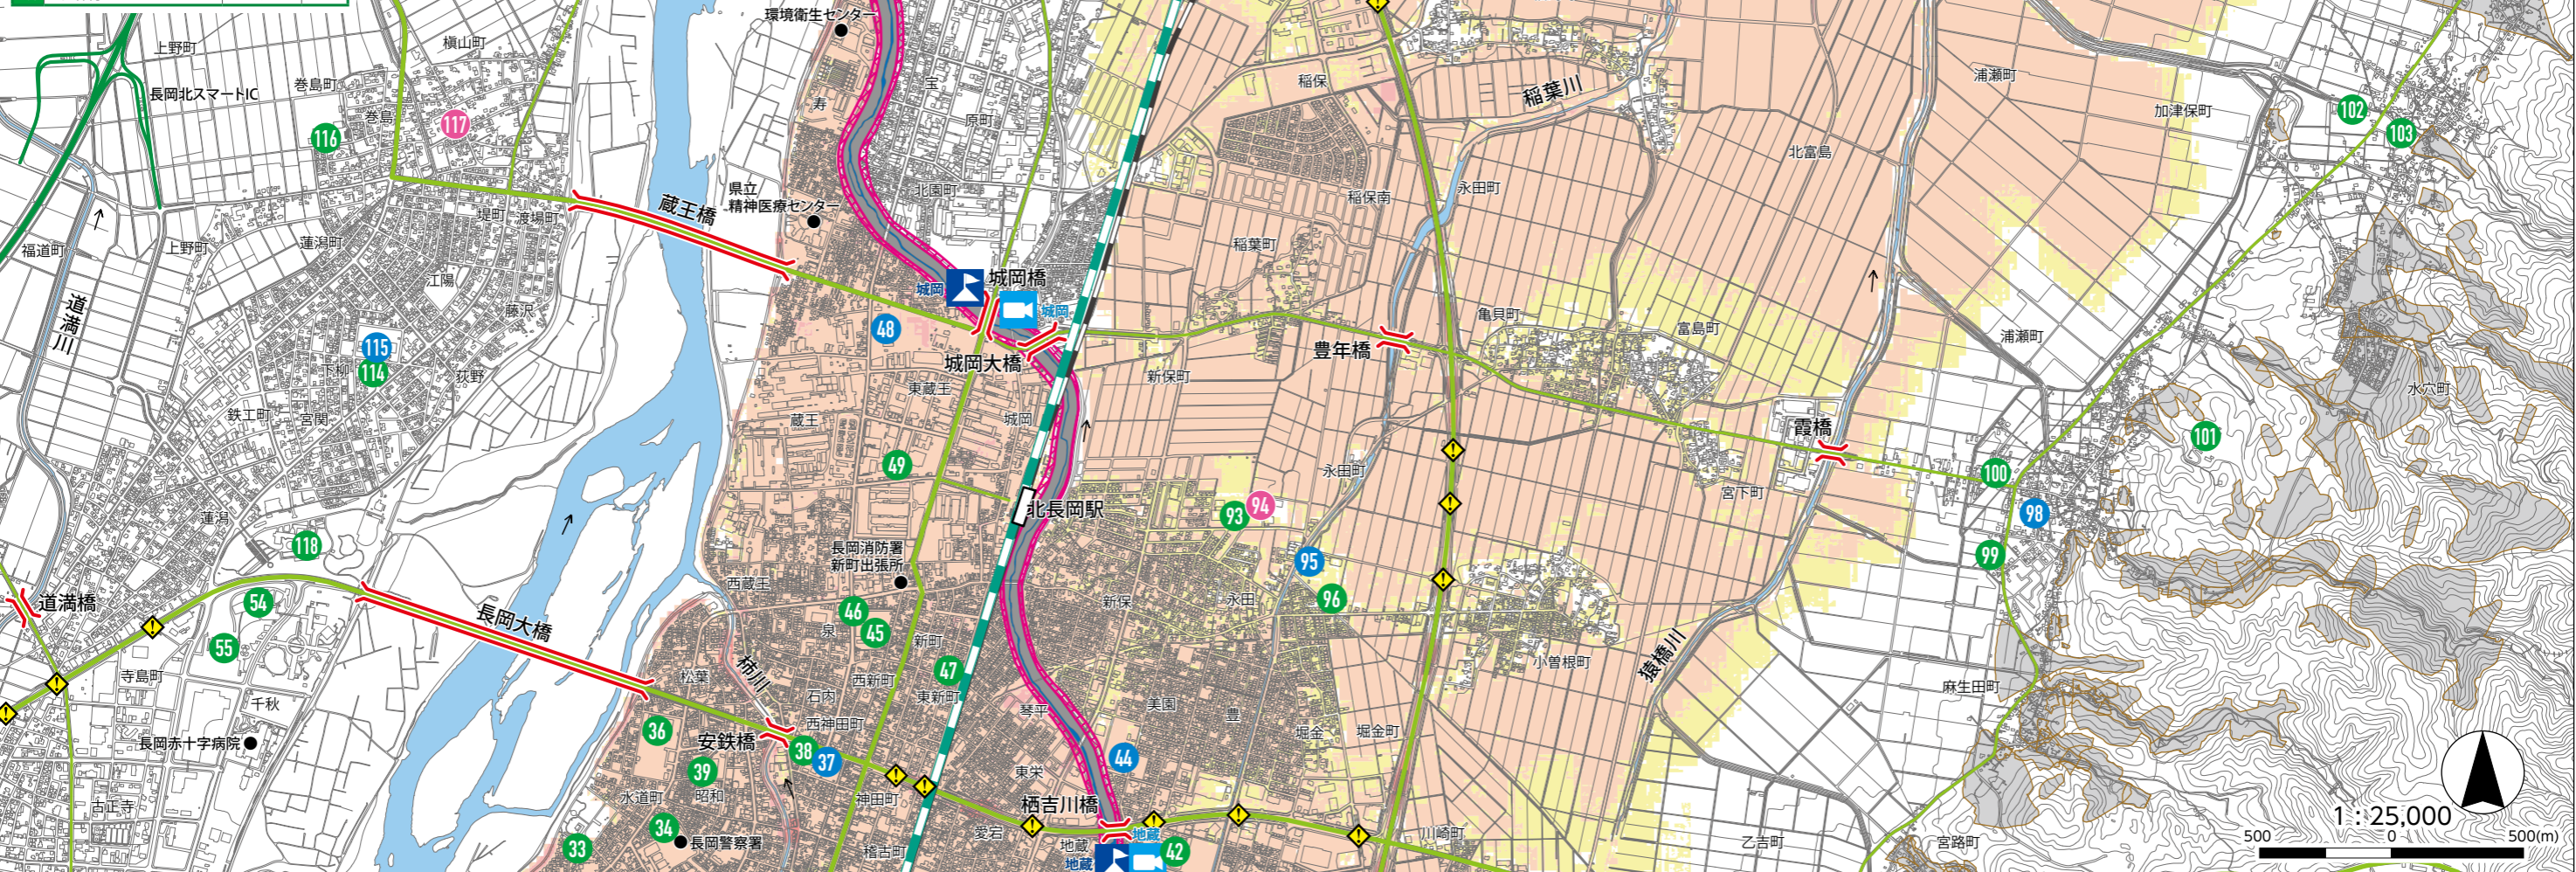 環境衛生センター
上野町
槇山町
宝
稲保
浦瀬町
巻島町
長岡北スマートIC
寿
稲葉川
加津保町
102
巻島
117
原町
103
116
北富島
県立
精神医療センター
北園町
稲保南
永田町
蔵王橋
堤町
渡場町
福道町
上野町
蓮潟町
稲葉町
江陽
城岡橋
城岡
城岡
道満川
藤沢
亀貝町
48
富島町
浦瀬町
115
豊年橋
下柳
114
荻野
城岡大橋
新保町
東蔵王
水穴町
鉄工町
宮関
蔵王
城岡
霞橋
101
49
永田町
100
宮下町
蓮潟
北長岡駅
93
94
98
118
長岡消防署
新町出張所
95
99
西蔵王
道満橋
54
長岡大橋
46
新保
永田
96
泉
45
55
新町
猿橋川
小曽根町
寺島町
松葉
柿川
47
西新町
石内
東新町
麻生田町
千秋
琴平
美園
豊
西神田町
36
堀金
堀金町
長岡赤十字病院
安鉄橋
38
37
44
39
東栄
水道町
昭和
神田町
栖吉川橋
古正寺
1：25,000
34
愛宕
地蔵
川崎町
500
0
500(m)
長岡警察署
33
稽古町
地蔵
42
乙吉町
宮路町
地蔵